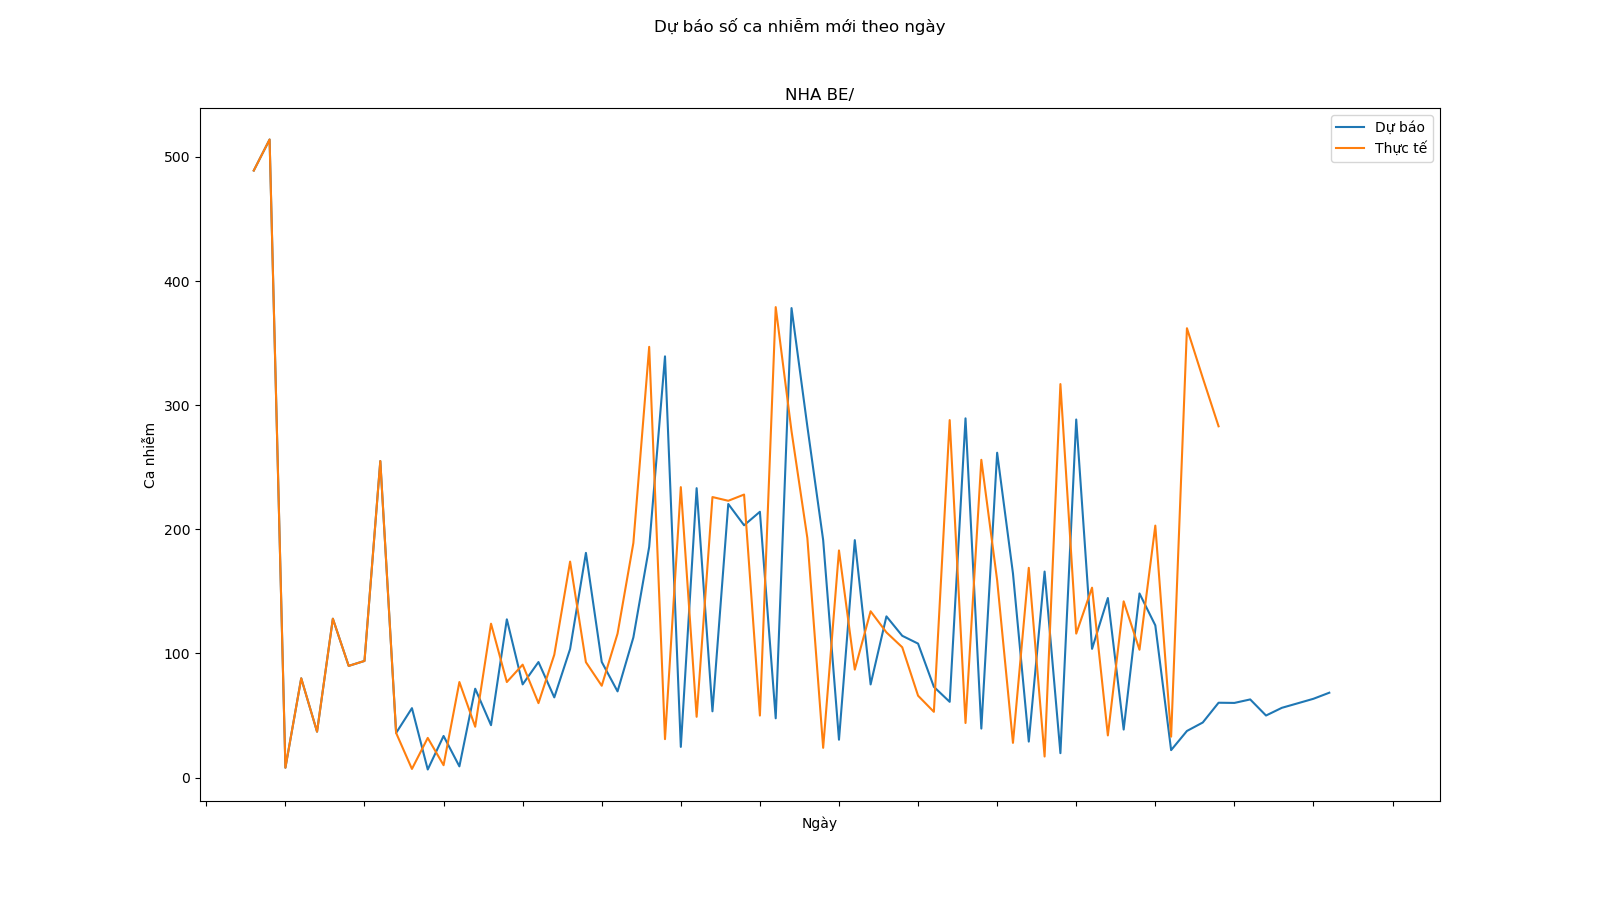 Dự báo số ca nhiễm mới theo ngày
NHA BE/
Dự báo
Thực tế
500
400
300
200
100
0
Ca nhiễm
Ngày